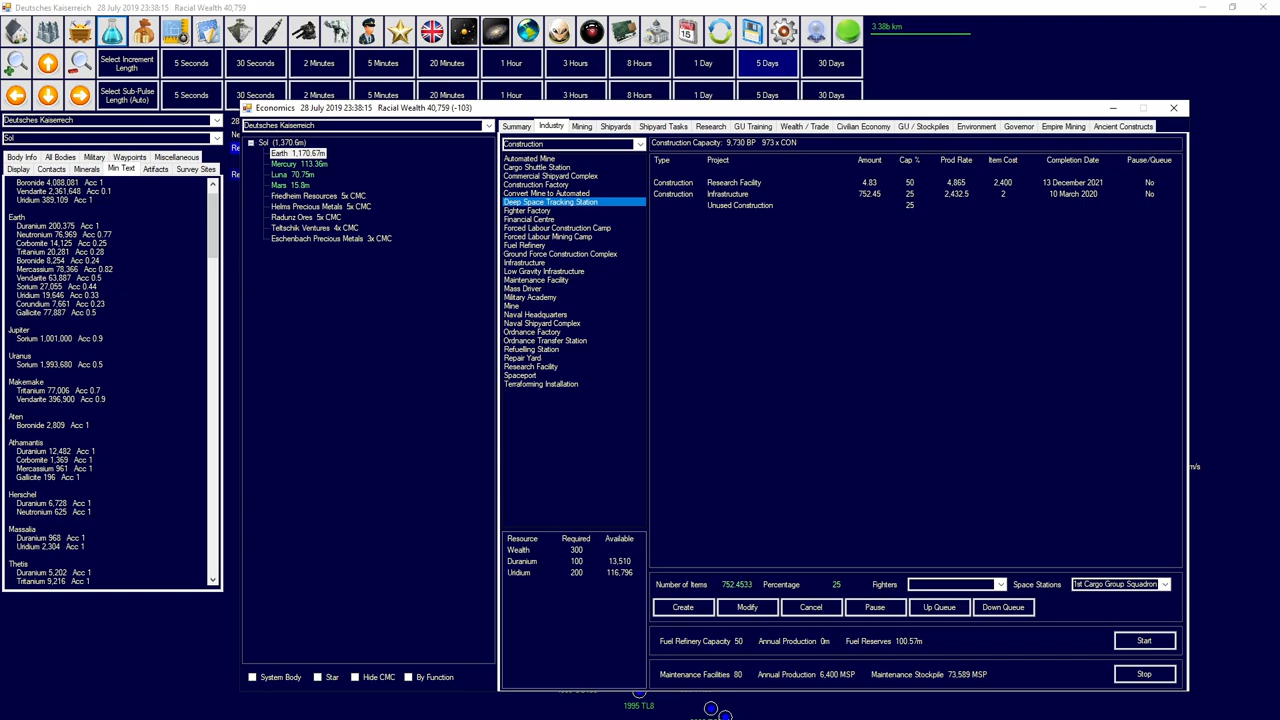 Deutsches Kaiserreich   28 July 2019 23:38:15   Racial Wealth 40,759
3.38b km
Select Increment Length
5 Seconds
30 Seconds
2 Minutes
5 Minutes
20 Minutes
1 Hour
3 Hours
8 Hours
1 Day
5 Days
30 Days
Select Sub-Pulse Length (Auto)
5 Seconds
30 Seconds
2 Minutes
5 Minutes
20 Minutes
1 Hour
3 Hours
8 Hours
1 Day
5 Days
30 Days
Deutsches Kaiserreich
Sol
Body Info   All Bodies   Military   Waypoints   Miscellaneous
Display   Contacts   Minerals   Min Text   Artifacts   Survey Sites
Boronide 4,088,081   Acc 1
Vendarite 2,361,648   Acc 0.1
Uridium 389,109   Acc 1
Earth
Duranium 200,375   Acc 1
Neutronium 76,969   Acc 0.77
Corbomite 14,125   Acc 0.25
Tritanium 20,281   Acc 0.28
Boronide 8,254   Acc 0.24
Mercassium 78,366   Acc 0.82
Vendarite 63,887   Acc 0.5
Sorium 27,055   Acc 0.44
Uridium 19,646   Acc 0.33
Corundium 7,661   Acc 0.23
Gallicite 77,887   Acc 0.5
Jupiter
Sorium 1,001,000   Acc 0.9
Uranus
Sorium 1,993,680   Acc 0.5
Makemake
Tritanium 77,006   Acc 0.7
Vendarite 396,900   Acc 0.9
Aten
Boronide 2,809   Acc 1
Athamantis
Duranium 12,482   Acc 1
Corbomite 1,369   Acc 1
Mercassium 961   Acc 1
Gallicite 196   Acc 1
Herschel
Duranium 6,728   Acc 1
Neutronium 625   Acc 1
Massalia
Duranium 968   Acc 1
Uridium 2,304   Acc 1
Thetis
Duranium 5,202   Acc 1
Tritanium 9,216   Acc 1
28
Ne
Re
Re
Economics   28 July 2019 23:38:15   Racial Wealth 40,759 (-103)
Deutsches Kaiserreich
Sol (1,370.6m)
Earth   1,170.67m
Mercury   113.36m
Luna   70.75m
Mars   15.8m
Friedheim Resources   5x CMC
Helms Precious Metals   5x CMC
Radunz Ores   5x CMC
Teltschik Ventures   4x CMC
Eschenbach Precious Metals   3x CMC
System Body   Star   Hide CMC   By Function
Summary   Industry   Mining   Shipyards   Shipyard Tasks   Research   GU Training   Wealth / Trade   Civilian Economy   GU / Stockpiles   Environment   Governor   Empire Mining   Ancient Constructs
Construction
Automated Mine
Cargo Shuttle Station
Commercial Shipyard Complex
Construction Factory
Convert Mine to Automated
Deep Space Tracking Station
Fighter Factory
Financial Centre
Forced Labour Construction Camp
Forced Labour Mining Camp
Fuel Refinery
Ground Force Construction Complex
Infrastructure
Low Gravity Infrastructure
Maintenance Facility
Mass Driver
Military Academy
Mine
Naval Headquarters
Naval Shipyard Complex
Ordnance Factory
Ordnance Transfer Station
Refuelling Station
Repair Yard
Research Facility
Spaceport
Terraforming Installation
Resource   Required   Available
Wealth   300
Duranium   100   13,510
Uridium   200   116,796
Construction Capacity: 9,730 BP   973 x CON
Type   Project   Amount   Cap %   Prod Rate   Item Cost   Completion Date   Pause/Queue
Construction   Research Facility   4.83   50   4,865   2,400   13 December 2021   No
Construction   Infrastructure   752.45   25   2,432.5   2   10 March 2020   No
Unused Construction   25
Number of Items   752.4533   Percentage   25   Fighters   Space Stations   1st Cargo Group Squadron
Create   Modify   Cancel   Pause   Up Queue   Down Queue
Fuel Refinery Capacity 50   Annual Production 0m   Fuel Reserves 100.57m   Start
Maintenance Facilities 80   Annual Production 6,400 MSP   Maintenance Stockpile 73,589 MSP   Stop
m/s
1995 TL8